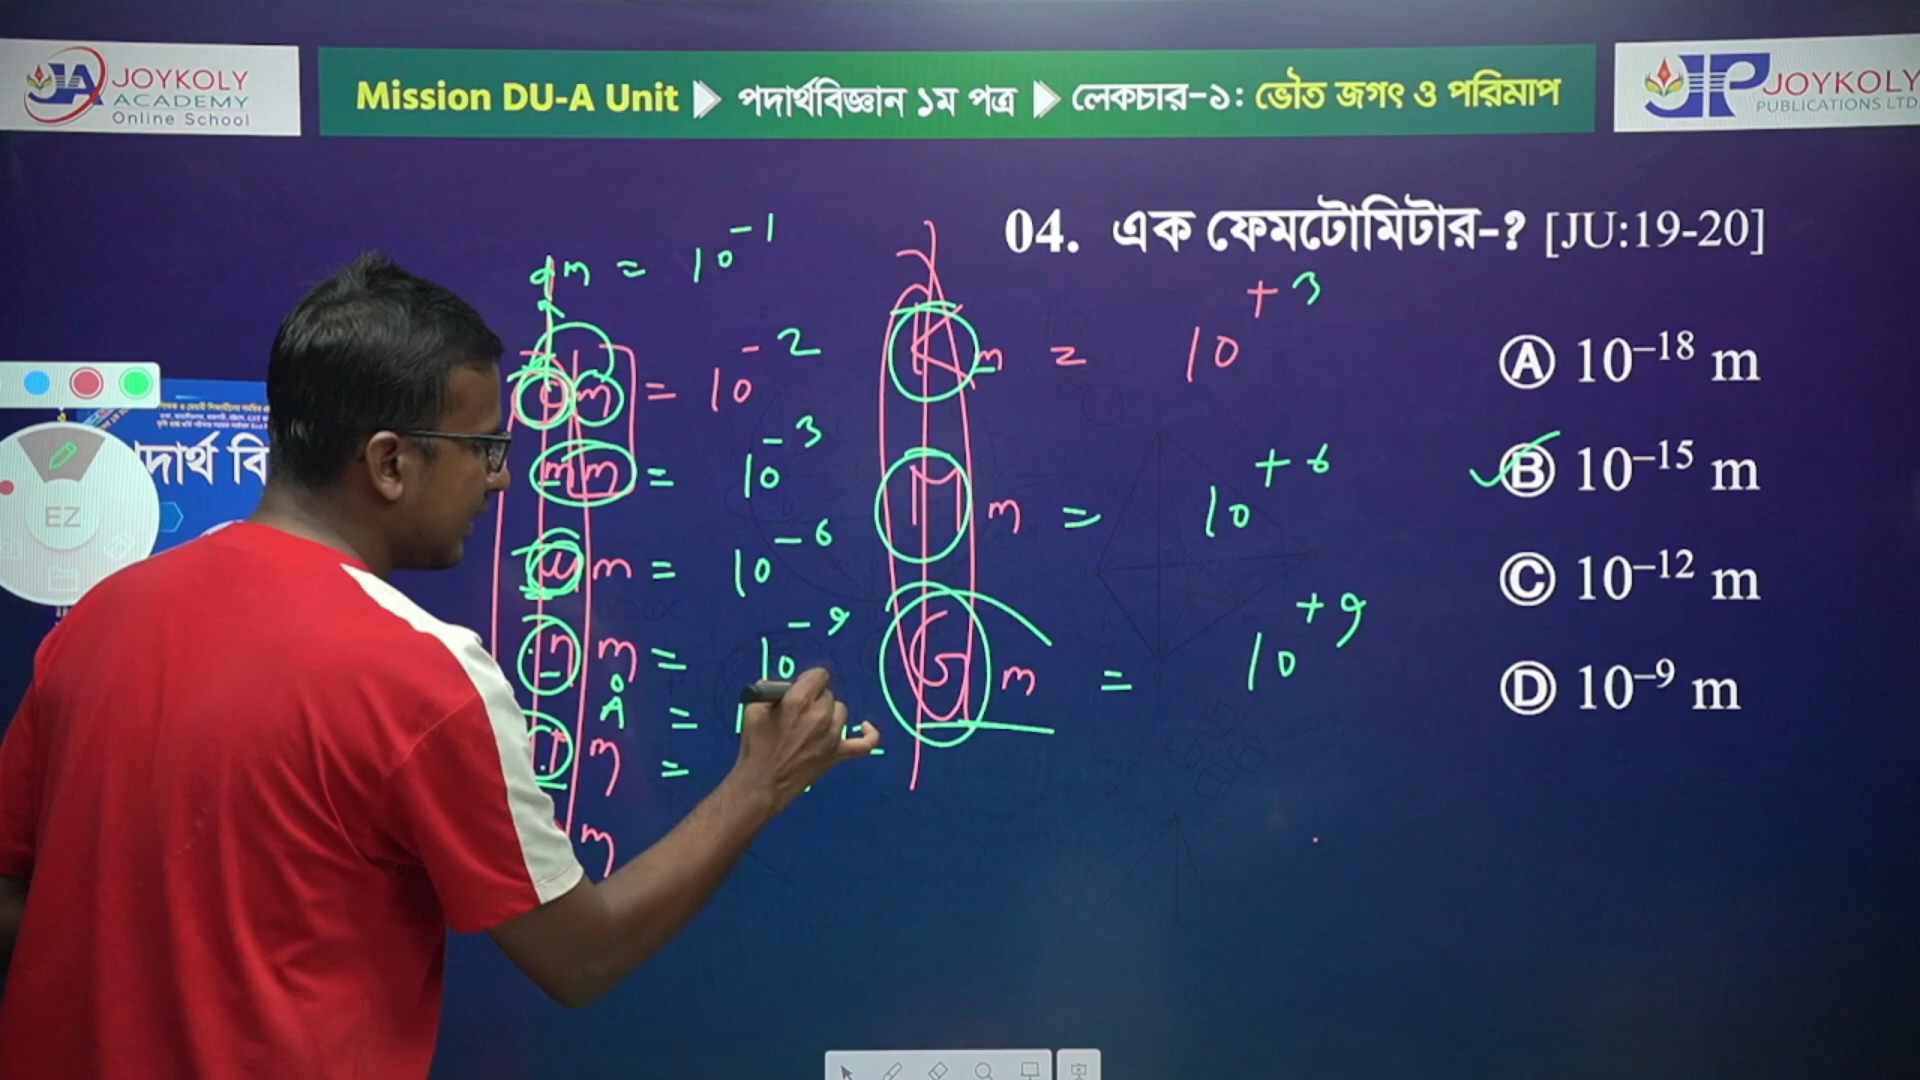 JA JOYKOLY ACADEMY Online School
Mission DU-A Unit পদার্থবিজ্ঞান ১ম পত্র লেকচার-১: ভৌত জগৎ ও পরিমাপ
JP JOYKOLY PUBLICATIONS LTD
04. এক ফেমটোমিটার-? [JU:19-20]
A 10⁻¹⁸ m
B 10⁻¹⁵ m
C 10⁻¹² m
D 10⁻⁹ m
dm = 10⁻¹
cm = 10⁻²
mm = 10⁻³
μm = 10⁻⁶
nm = 10⁻⁹
Å =
m =
m
Km = 10⁺³
Mm = 10⁺⁶
Gm = 10⁺⁹
EZ
দার্থ বি